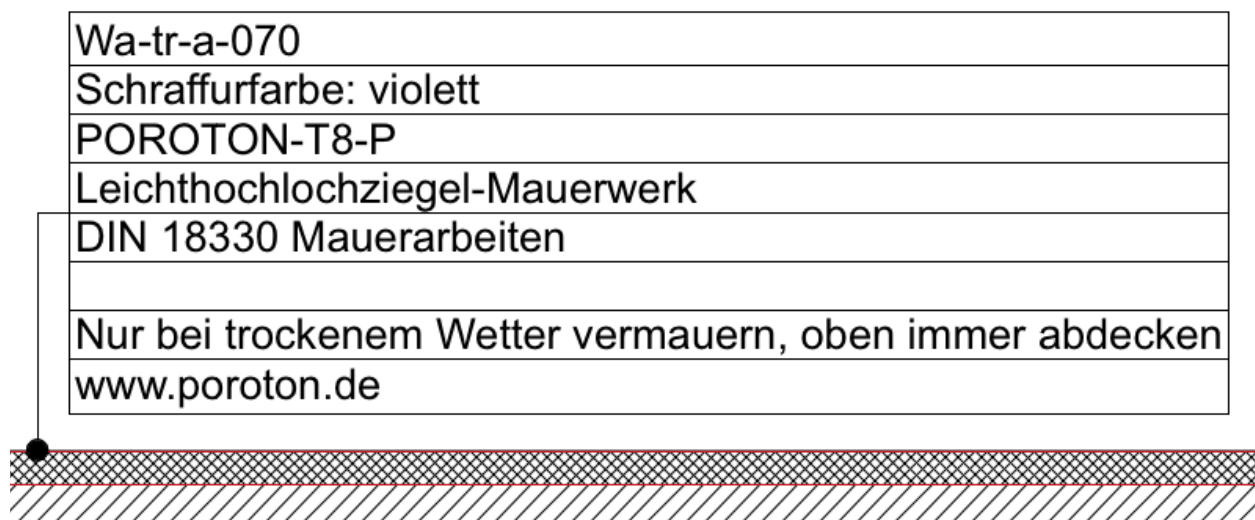 Wa-tr-a-070
Schraffurfarbe: violett
POROTON-T8-P
Leichthochlochziegel-Mauerwerk
DIN 18330 Mauerarbeiten
Nur bei trockenem Wetter vermauern, oben immer abdecken
www.poroton.de